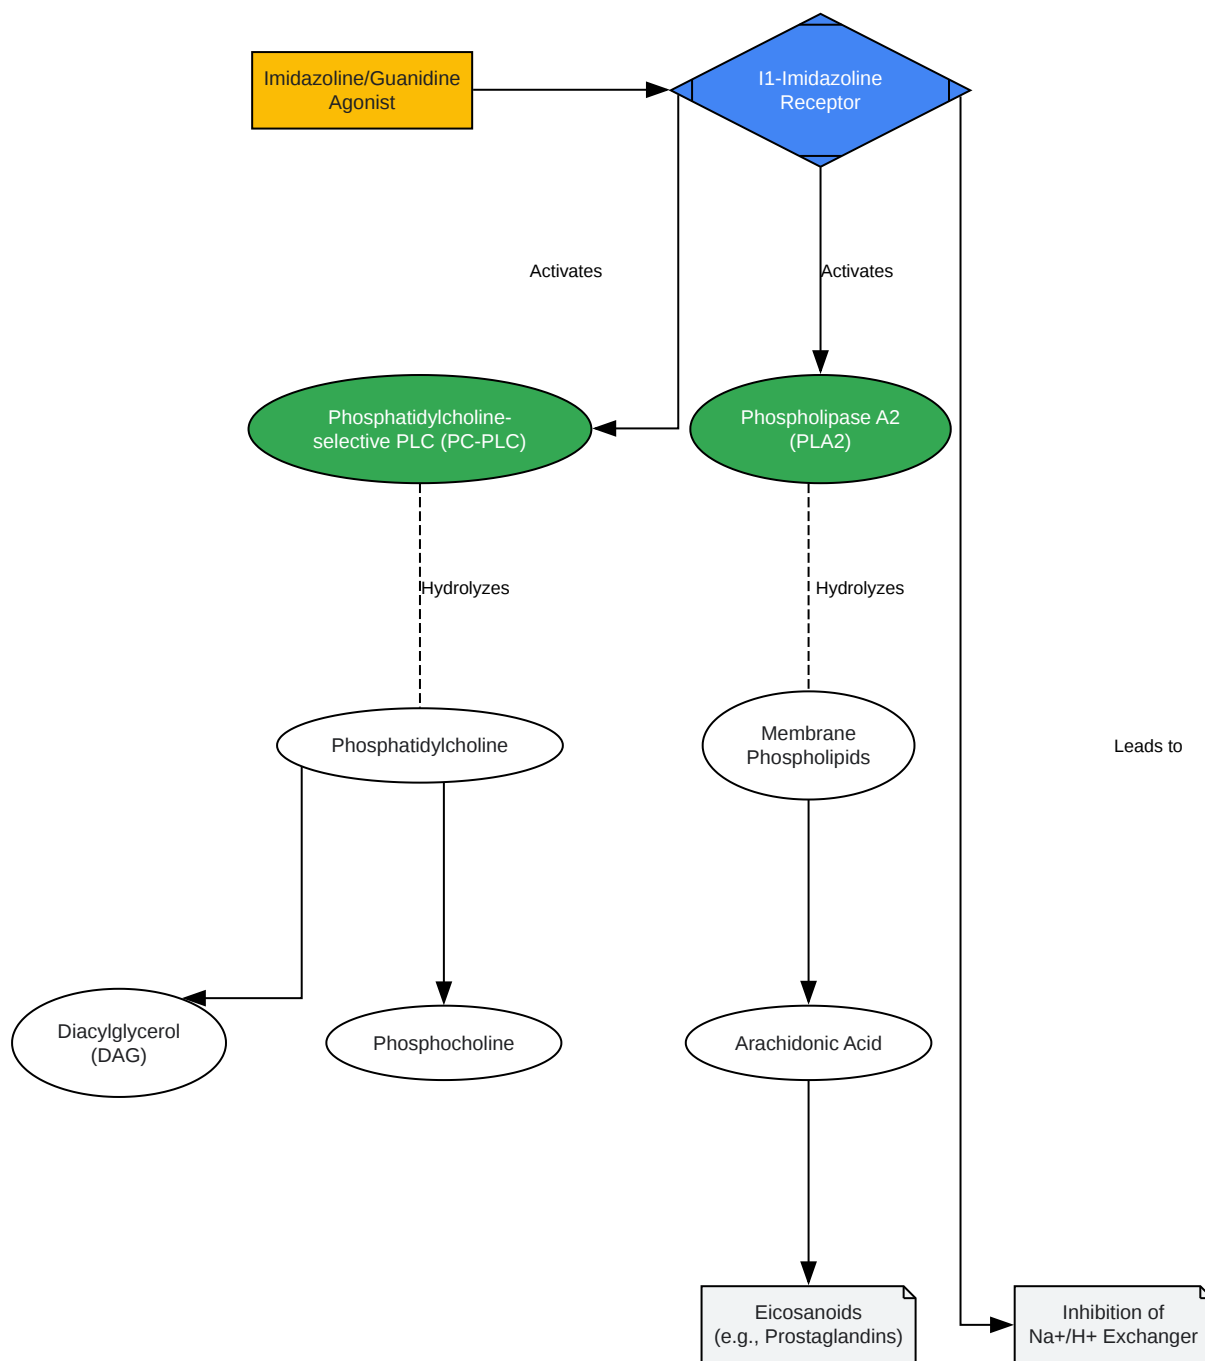 Imidazoline/Guanidine
Agonist
I1-Imidazoline
Receptor
Activates
Activates
Phosphatidylcholine-
selective PLC (PC-PLC)
Phospholipase A2
(PLA2)
Hydrolyzes
Hydrolyzes
Phosphatidylcholine
Membrane
Phospholipids
Leads to
Diacylglycerol
(DAG)
Phosphocholine
Arachidonic Acid
Eicosanoids
(e.g., Prostaglandins)
Inhibition of
Na+/H+ Exchanger